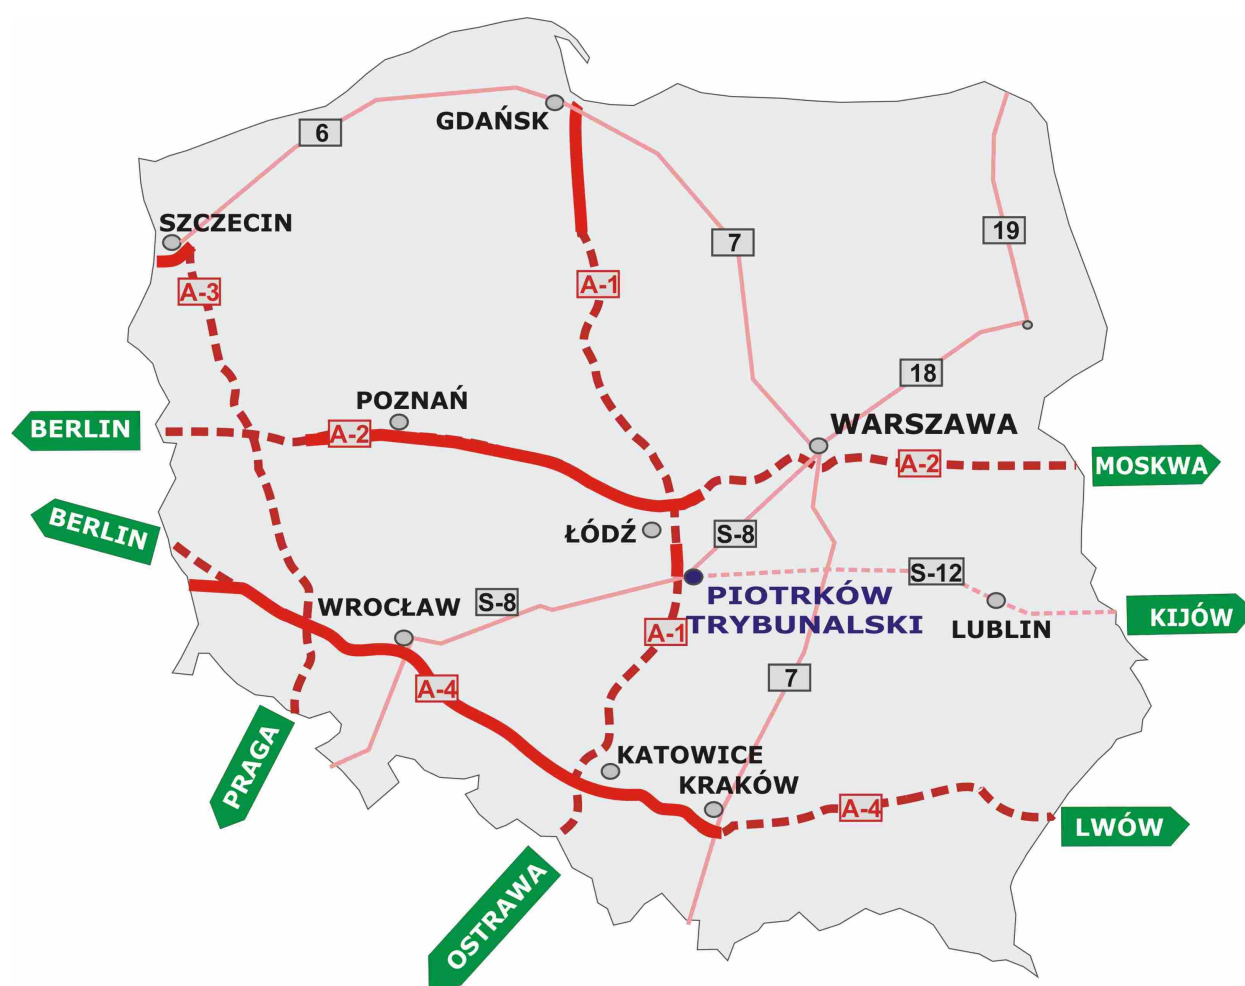 GDAŃSK
6
SZCZECIN
19
7
A-3
A-1
18
POZNAŃ
WARSZAWA
BERLIN
A-2
A-2
MOSKWA
BERLIN
ŁÓDŹ
S-8
S-12
PIOTRKÓW
TRYBUNALSKI
WROCŁAW
S-8
KIJÓW
LUBLIN
A-1
7
A-4
PRAGA
KATOWICE
KRAKÓW
A-4
LWÓW
OSTRAWA